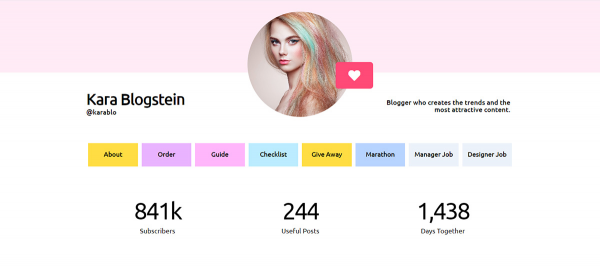 Kara Blogstein
@karablo
Blogger who creates the trends and the
most attractive content.
About
Order
Guide
Checklist
Give Away
Marathon
Manager Job
Designer Job
841k
Subscribers
244
Useful Posts
1,438
Days Together